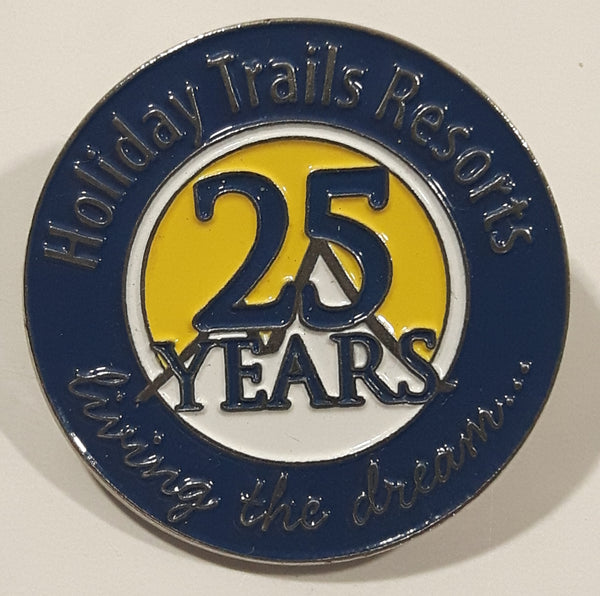 Holiday Trails Resorts
25
YEARS
living the dream...